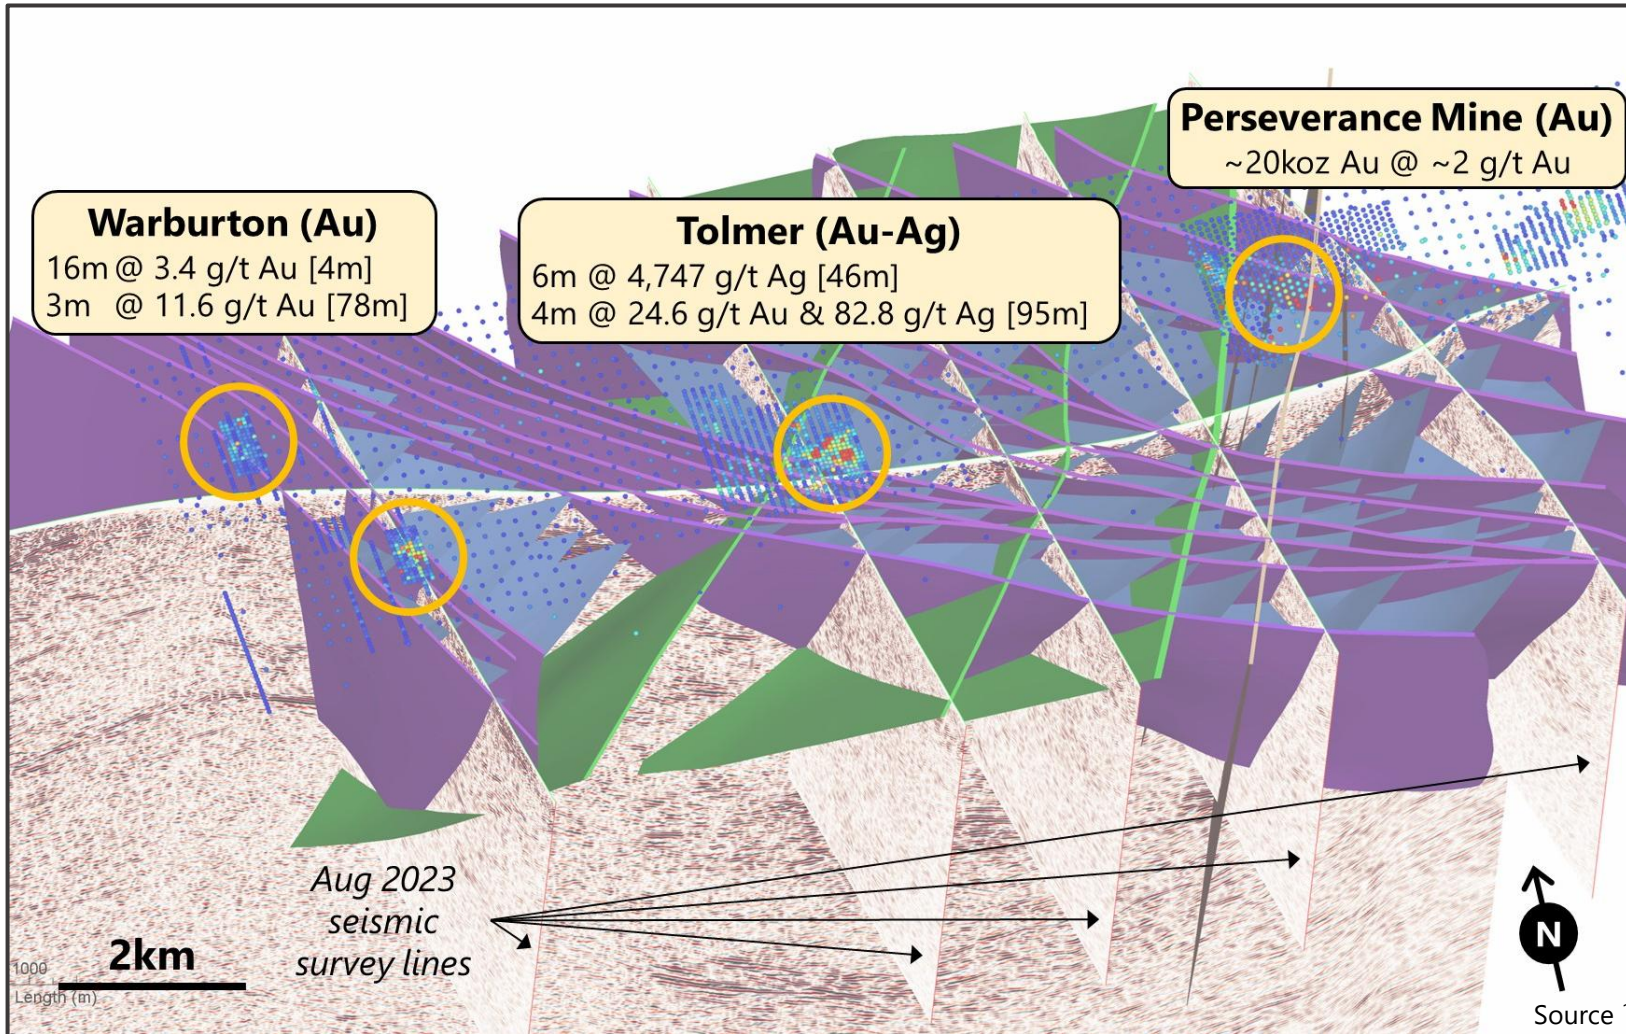 Perseverance Mine (Au)
~20koz Au @ ~2 g/t Au
Warburton (Au)
16m @ 3.4 g/t Au [4m]
3m @ 11.6 g/t Au [78m]
Tolmer (Au-Ag)
6m @ 4,747 g/t Ag [46m]
4m @ 24.6 g/t Au & 82.8 g/t Ag [95m]
Aug 2023
seismic
survey lines
2km
1000
Length (m)
N
Source